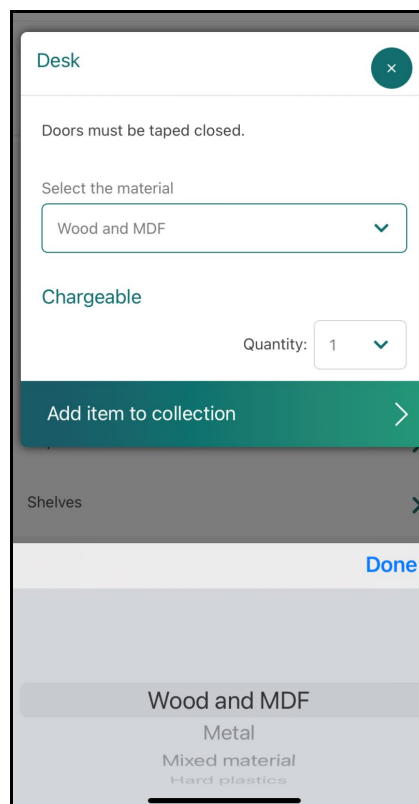 Desk
Doors must be taped closed.
Select the material
Wood and MDF
Chargeable
Quantity: 1
Add item to collection
Shelves
Done
Wood and MDF
Metal
Mixed material
Hard plastics